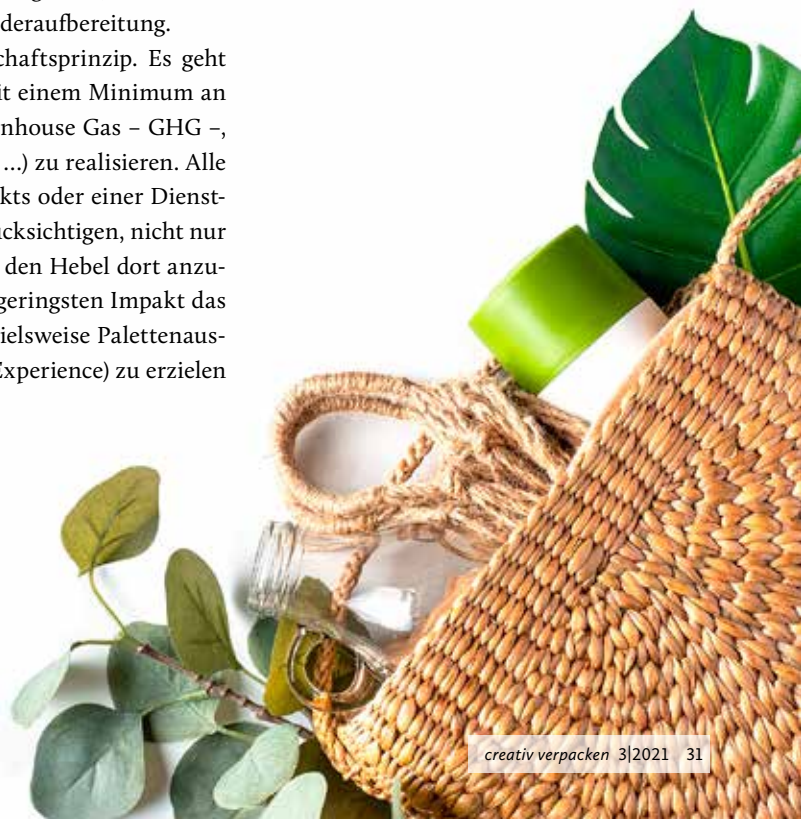 deraufbereitung.
chaftsprinzip. Es geht
it einem Minimum an
nhouse Gas – GHG –,
...) zu realisieren. Alle
kts oder einer Dienst-
cksichtigen, nicht nur
den Hebel dort anzu-
geringsten Impakt das
ielsweise Palettenaus-
Experience) zu erzielen
creativ verpacken 3|2021 31